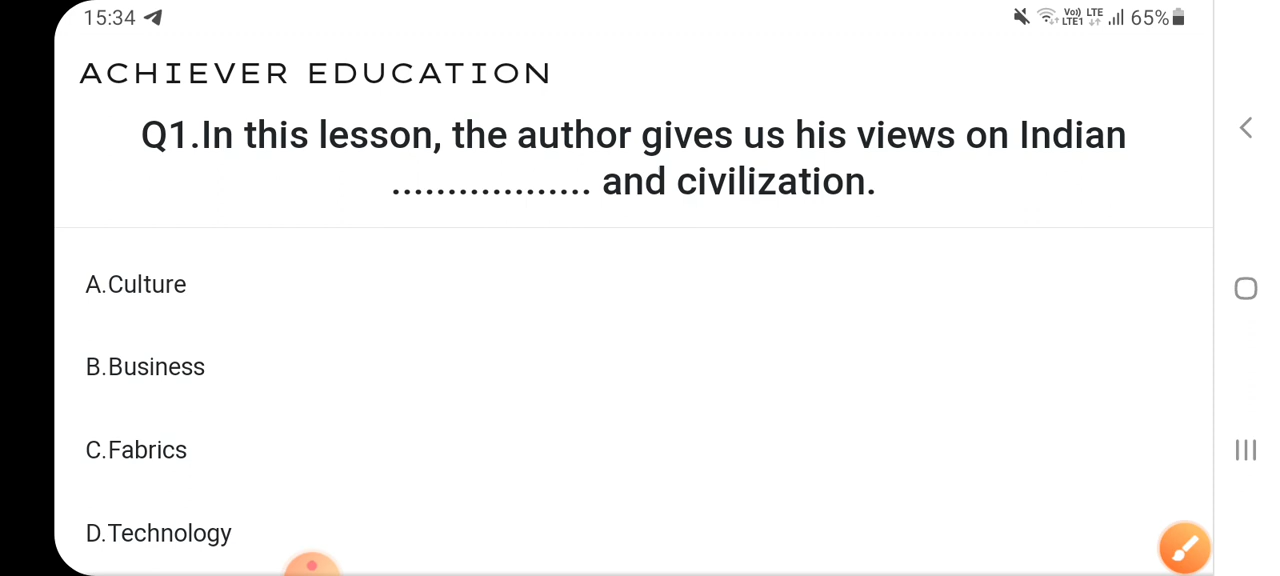 15:34
Vo) LTE
LTE1
65%
ACHIEVER EDUCATION
Q1.In this lesson, the author gives us his views on Indian
.................. and civilization.
A.Culture
B.Business
C.Fabrics
D.Technology